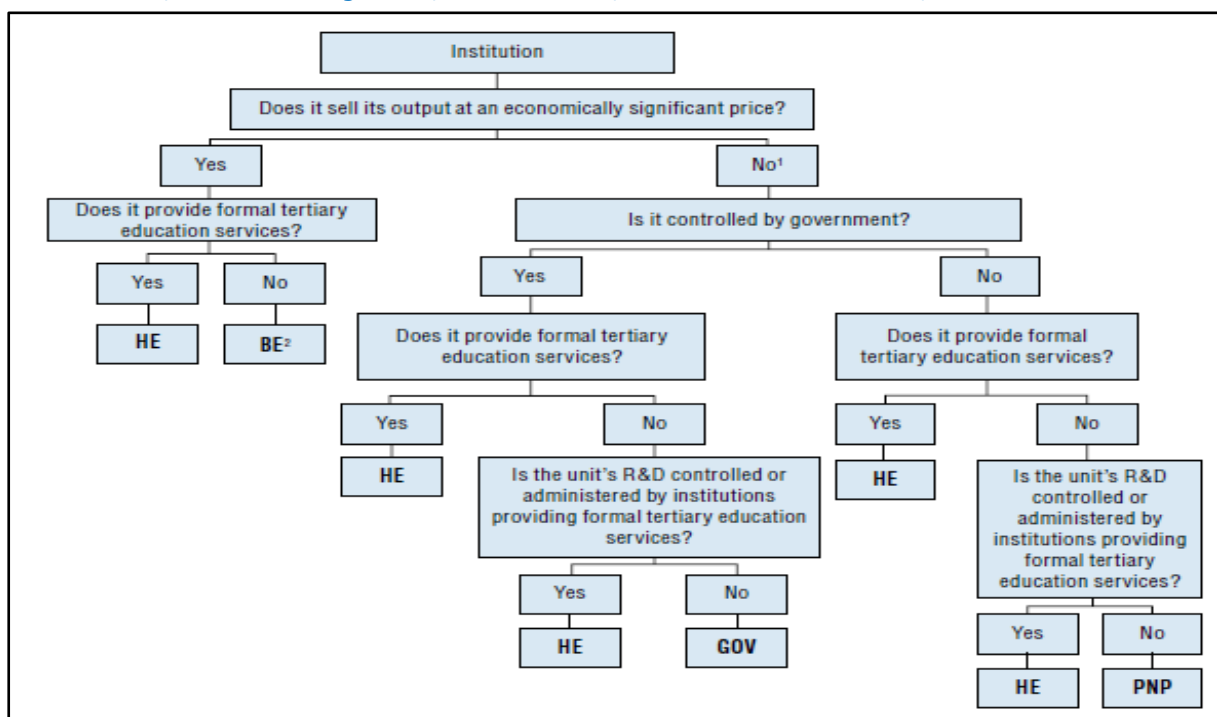 Institution
Does it sell its output at an economically significant price?
Yes
No¹
Does it provide formal tertiary
education services?
Is it controlled by government?
Yes
No
Yes
No
HE
BE²
Does it provide formal tertiary
education services?
Does it provide formal
tertiary education services?
Yes
No
Yes
No
HE
Is the unit's R&D controlled or
administered by institutions
providing formal tertiary education
services?
HE
Is the unit's R&D
controlled or
administered by
institutions providing
formal tertiary
education services?
Yes
No
HE
GOV
Yes
No
HE
PNP